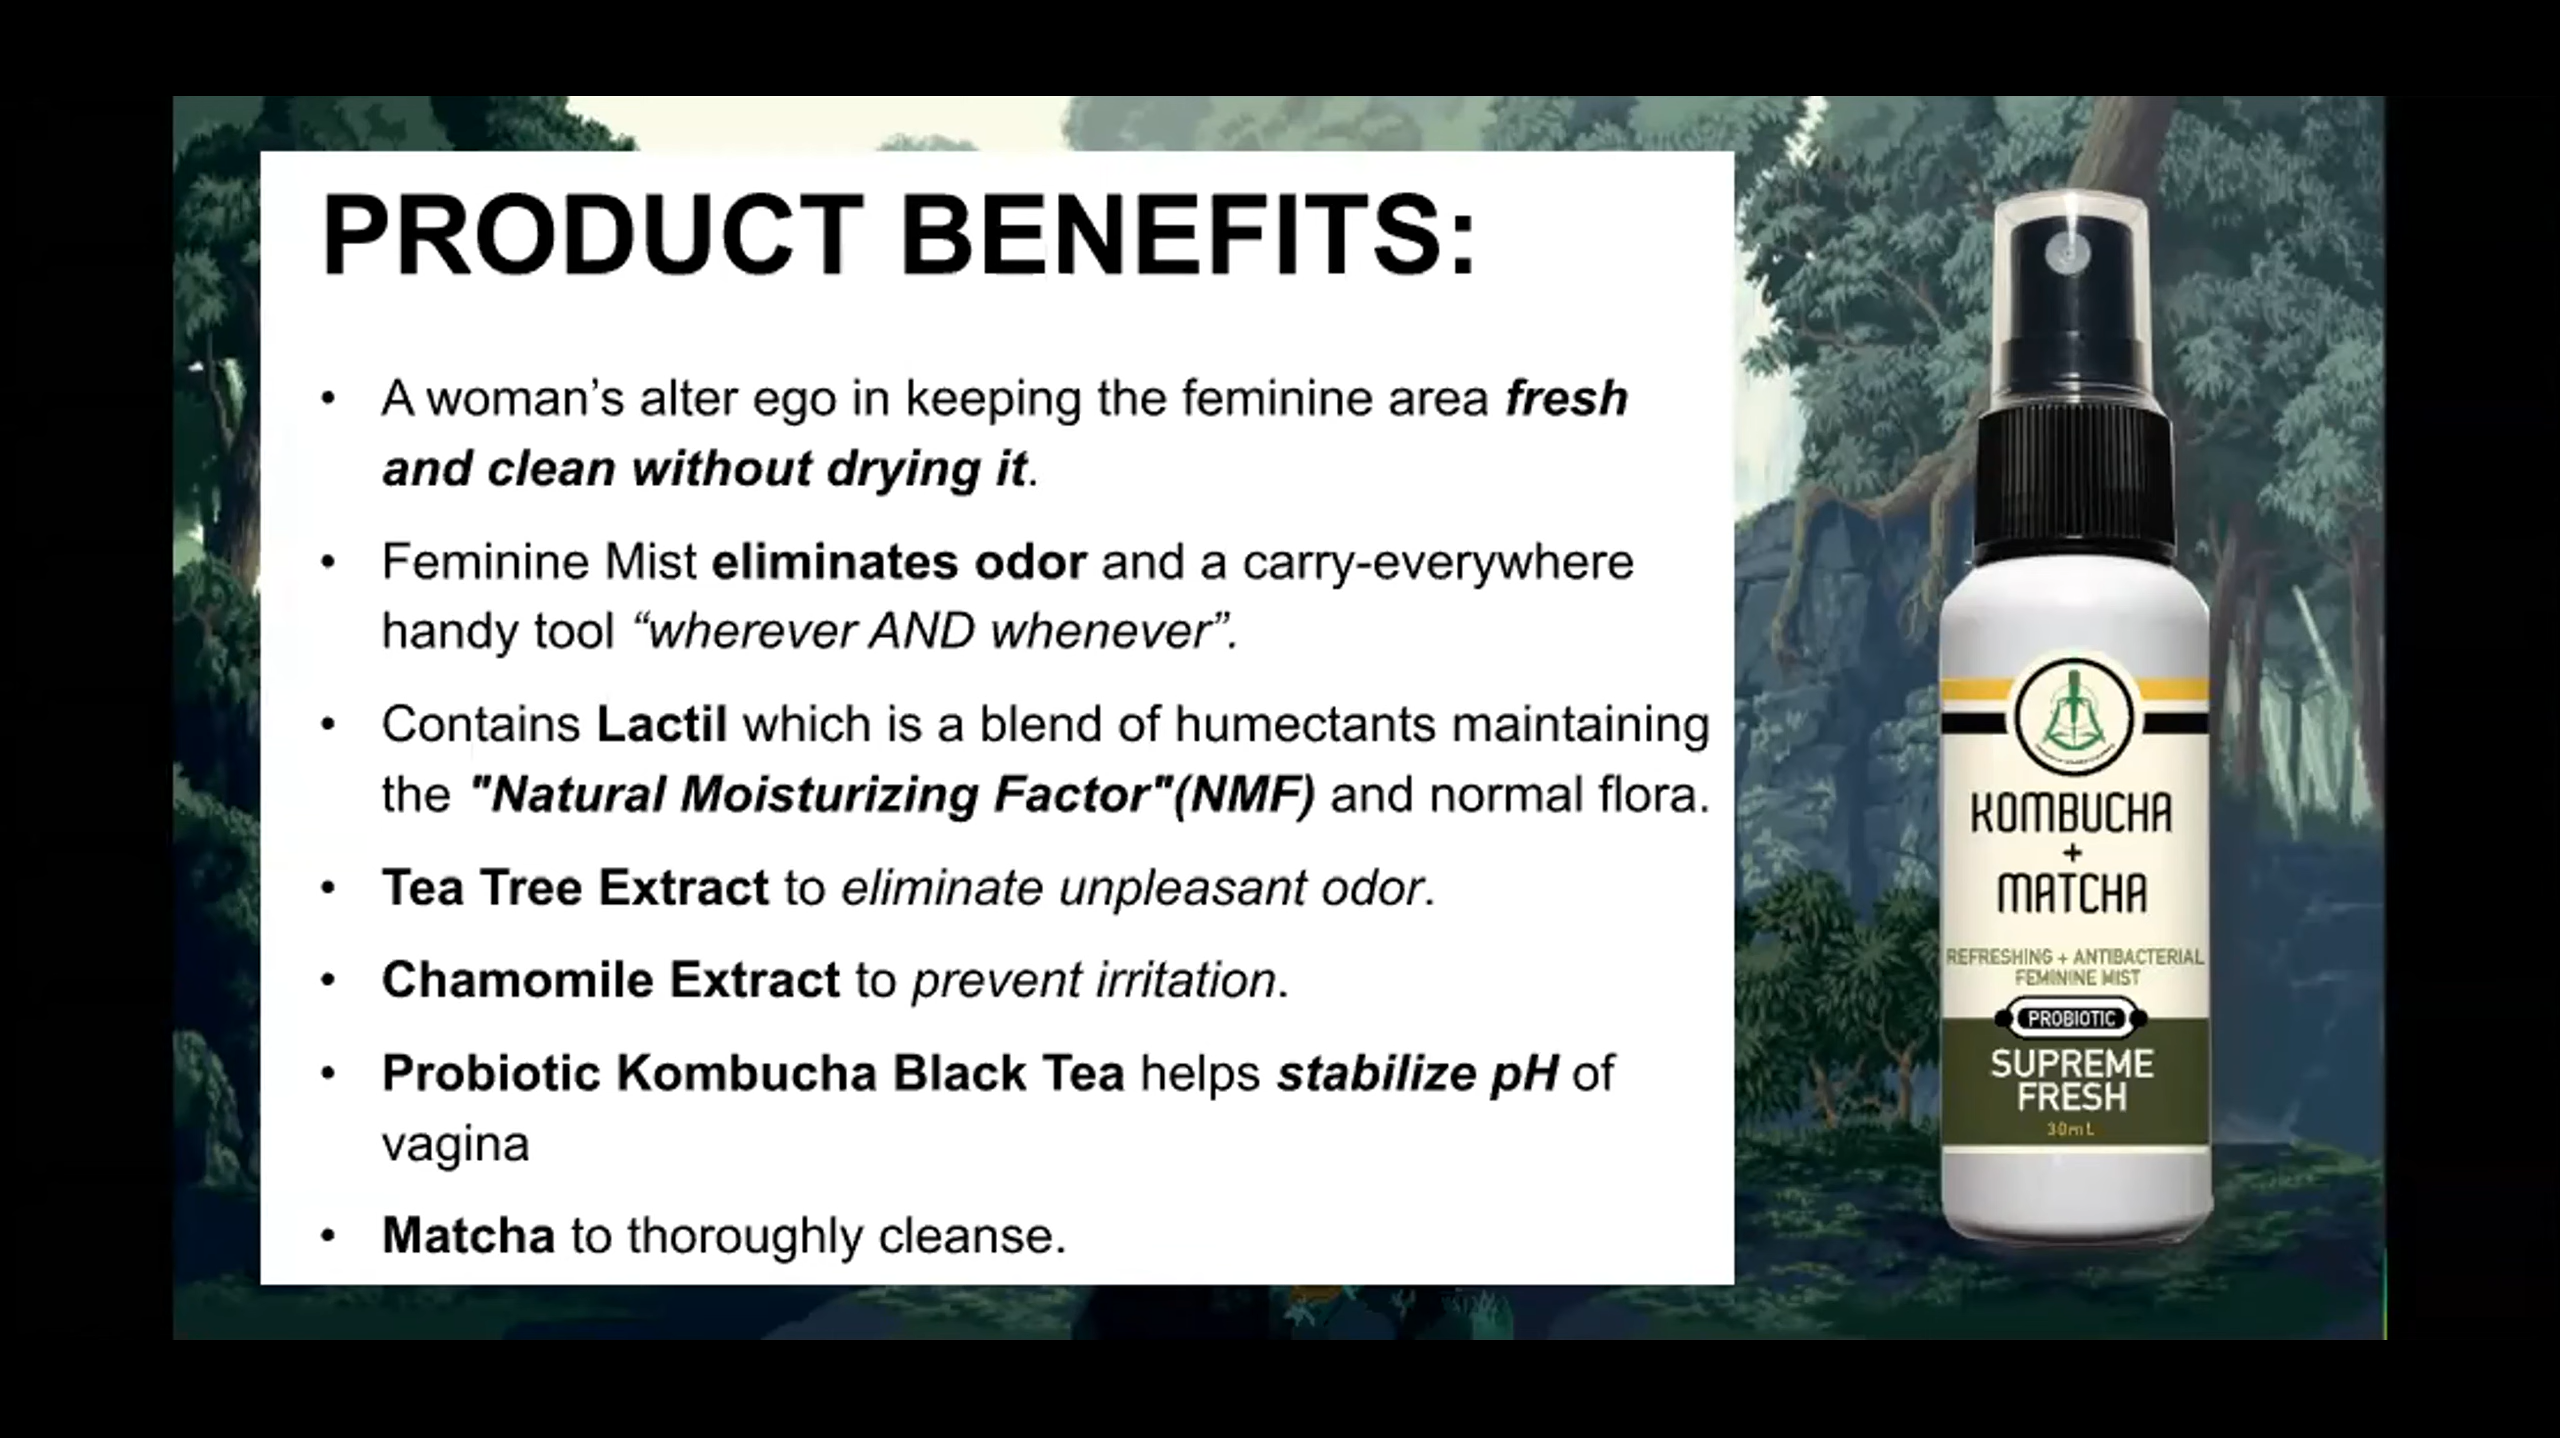 PRODUCT BENEFITS:
• A woman’s alter ego in keeping the feminine area fresh
and clean without drying it.
• Feminine Mist eliminates odor and a carry-everywhere
handy tool “wherever AND whenever”.
• Contains Lactil which is a blend of humectants maintaining
the "Natural Moisturizing Factor"(NMF) and normal flora.
• Tea Tree Extract to eliminate unpleasant odor.
• Chamomile Extract to prevent irritation.
• Probiotic Kombucha Black Tea helps stabilize pH of
vagina
• Matcha to thoroughly cleanse.
KOMBUCHA
+
MATCHA
REFRESHING + ANTIBACTERIAL
FEMININE MIST
PROBIOTIC
SUPREME
FRESH
30mL